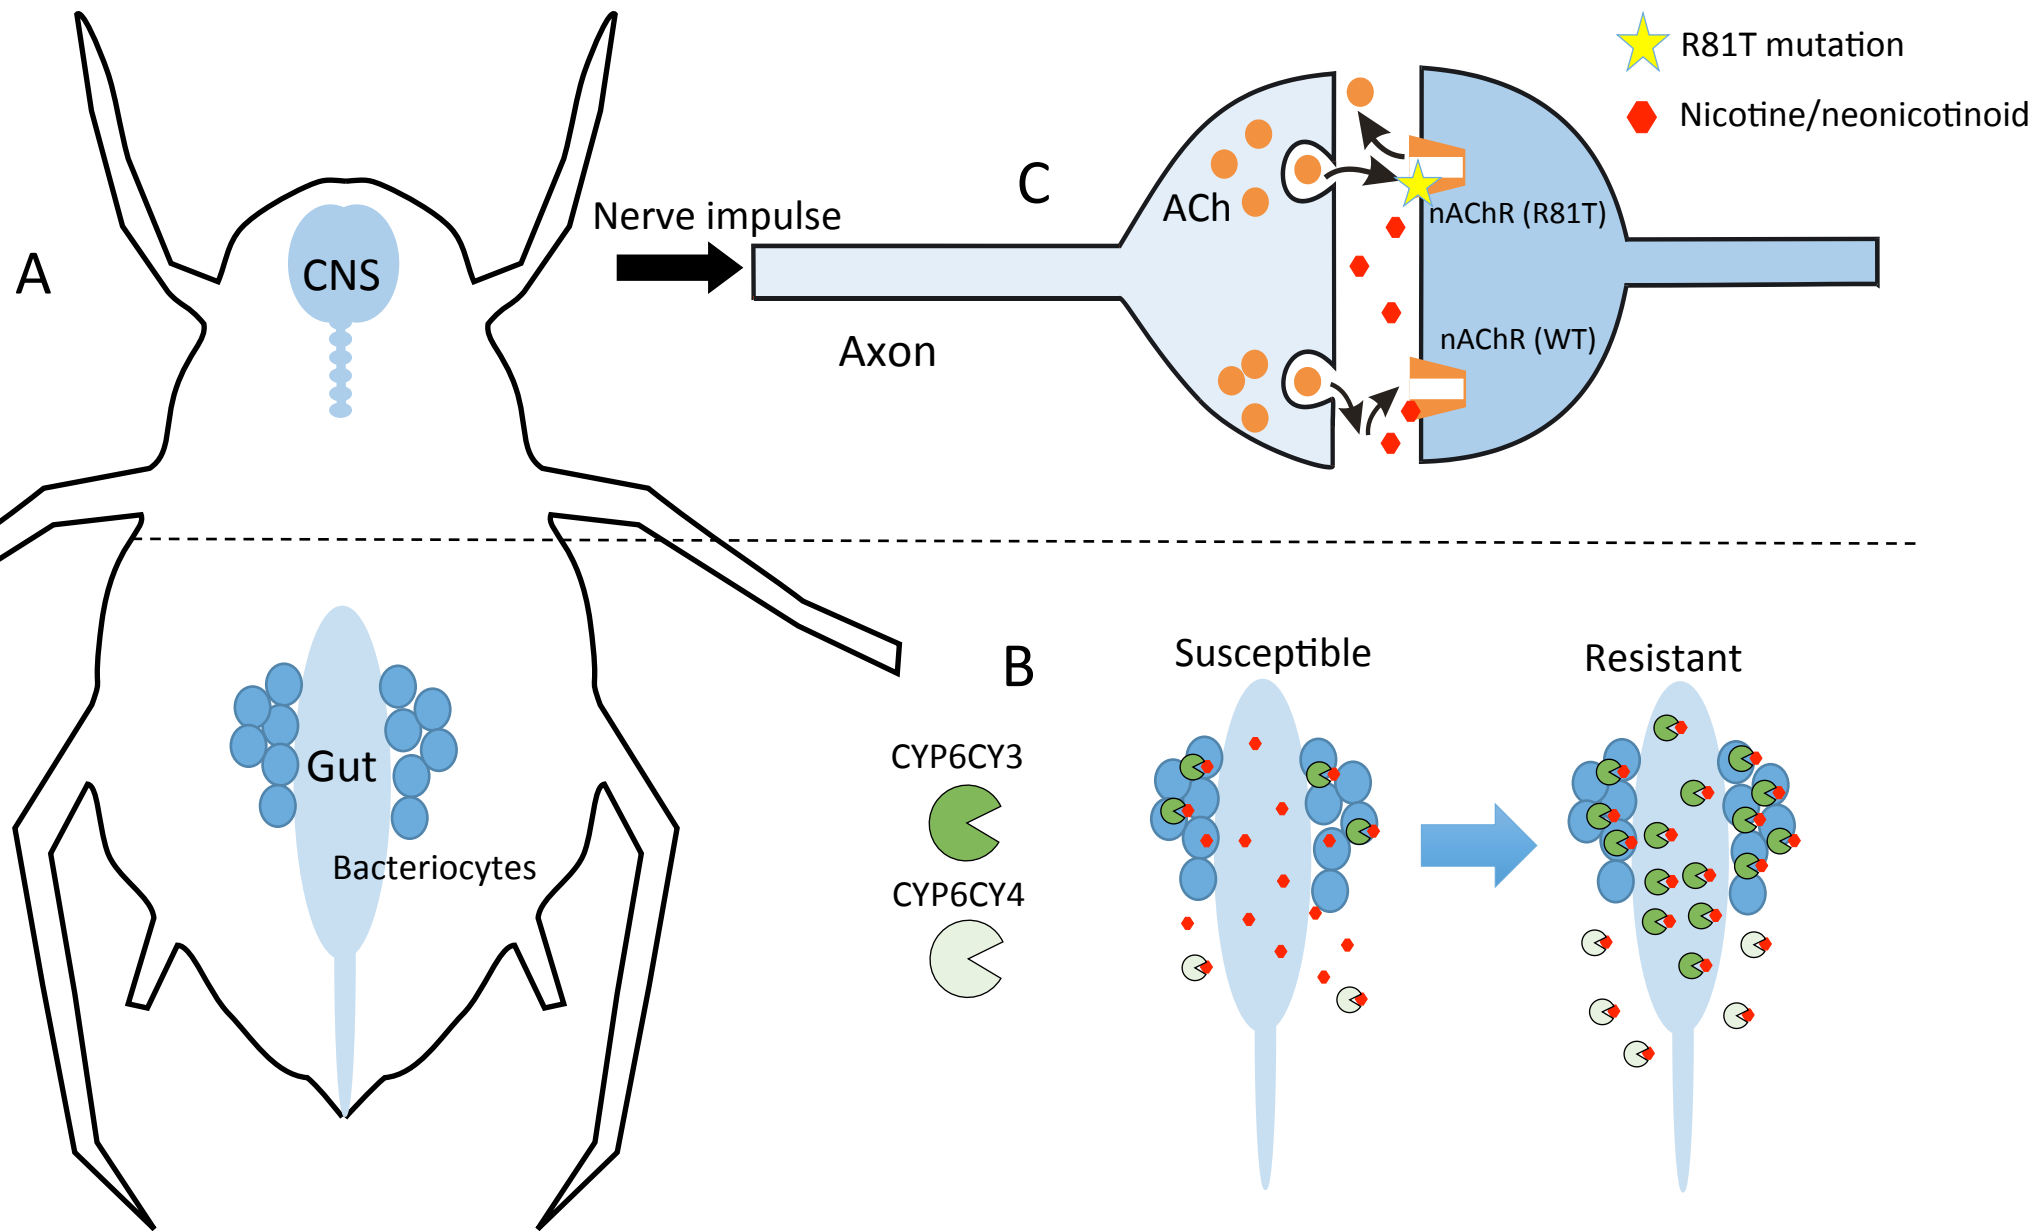 A
CNS
Gut
Bacteriocytes
Nerve impulse
Axon
C
ACh
nAChR (R81T)
nAChR (WT)
R81T mutation
Nicotine/neonicotinoid
B
CYP6CY3
CYP6CY4
Susceptible
Resistant